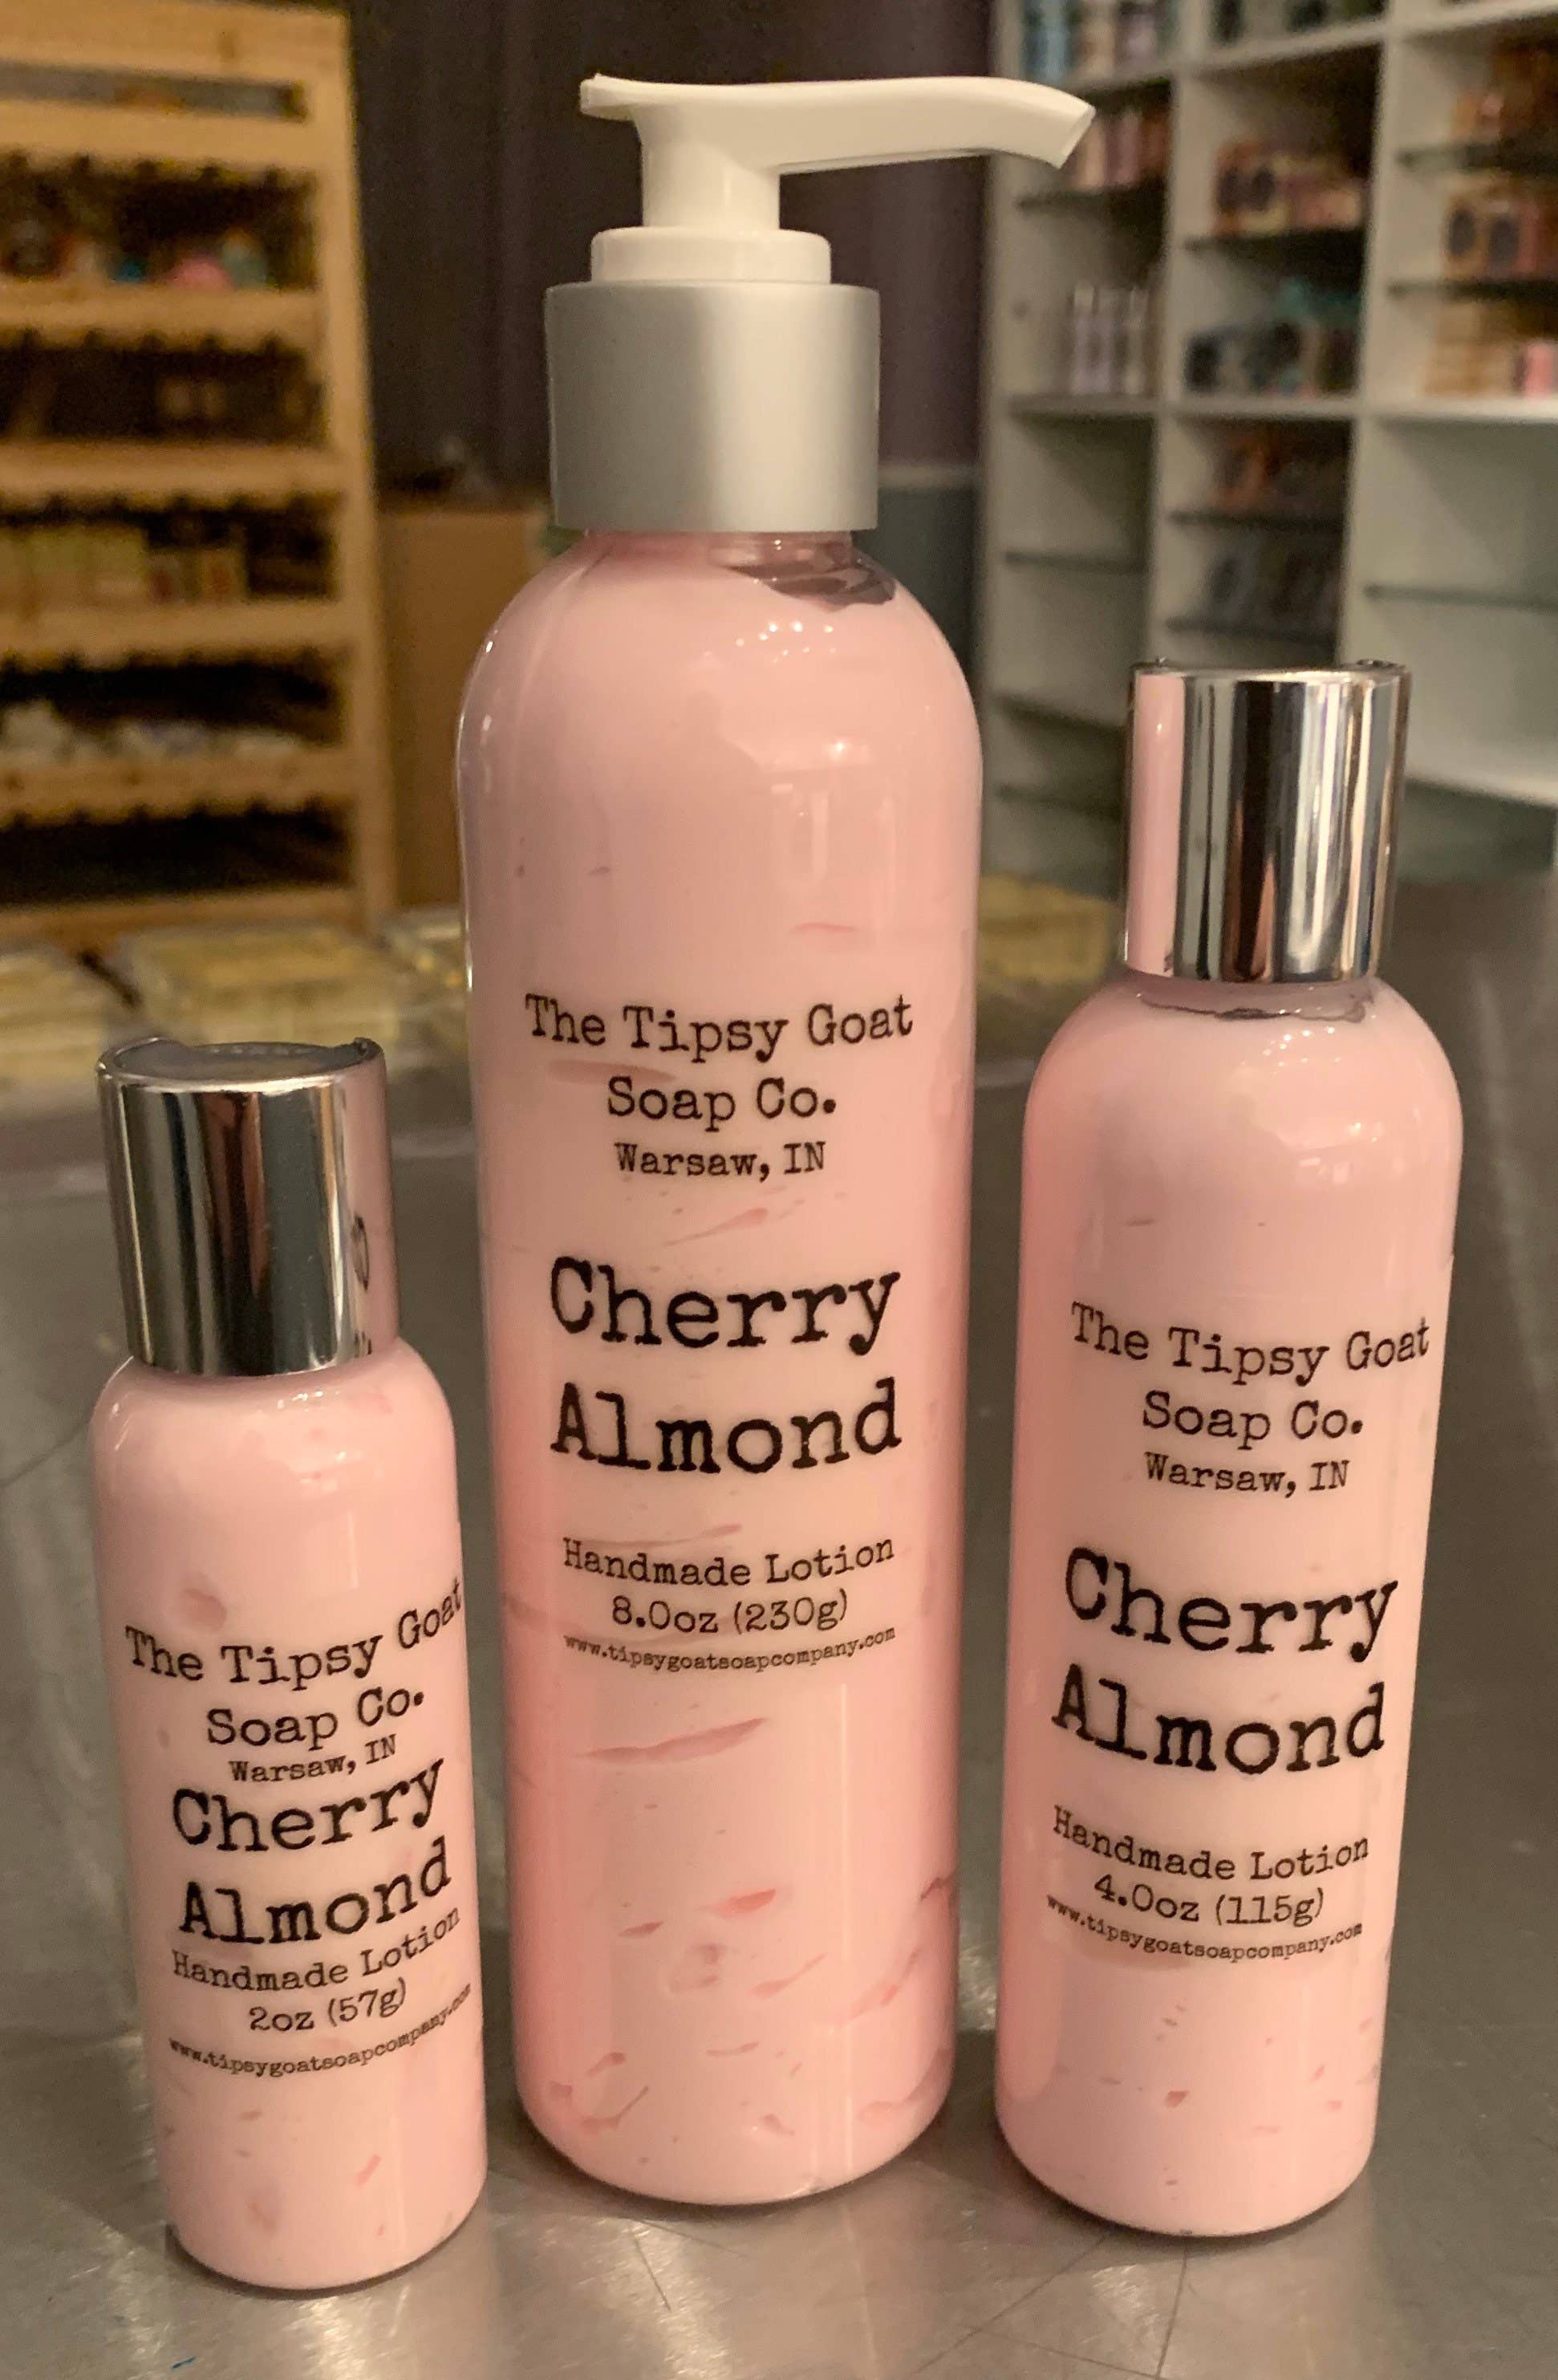 The Tipsy Goat
Soap Co.
Warsaw, IN
Cherry
Almond
Handmade Lotion
2oz (57g)
www.tipsygoatsoapcompany.com
The Tipsy Goat
Soap Co.
Warsaw, IN
Cherry
Almond
Handmade Lotion
8.0oz (230g)
www.tipsygoatsoapcompany.com
The Tipsy Goat
Soap Co.
Warsaw, IN
Cherry
Almond
Handmade Lotion
4.0oz (115g)
www.tipsygoatsoapcompany.com